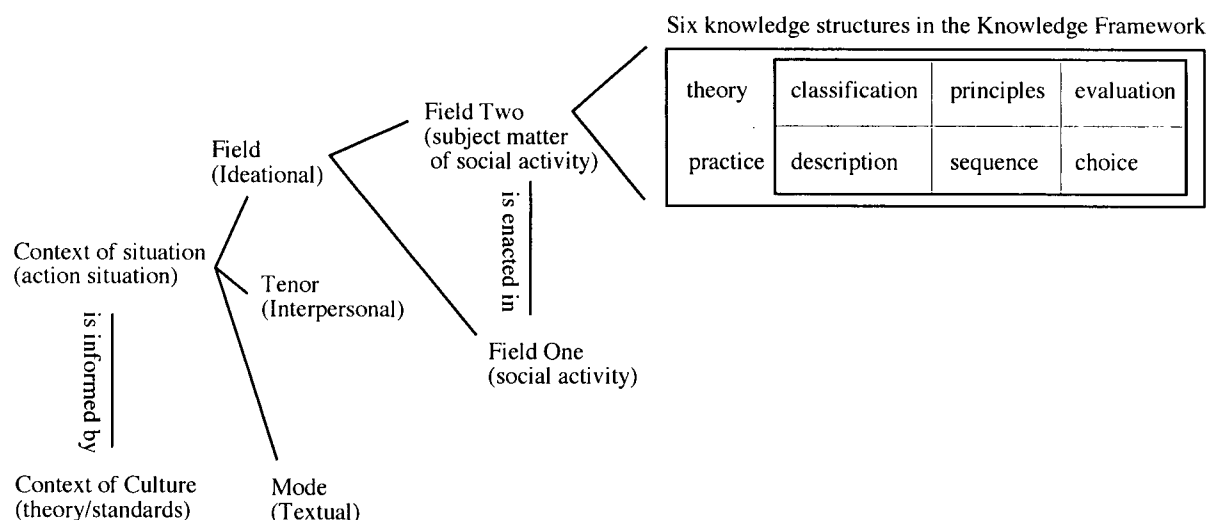 Six knowledge structures in the Knowledge Framework
theory classification principles evaluation
practice description sequence choice
Field Two
(subject matter
of social activity)
Field
(Ideational)
is enacted in
Context of situation
(action situation)
Tenor
(Interpersonal)
is informed by
Field One
(social activity)
Context of Culture
(theory/standards)
Mode
(Textual)